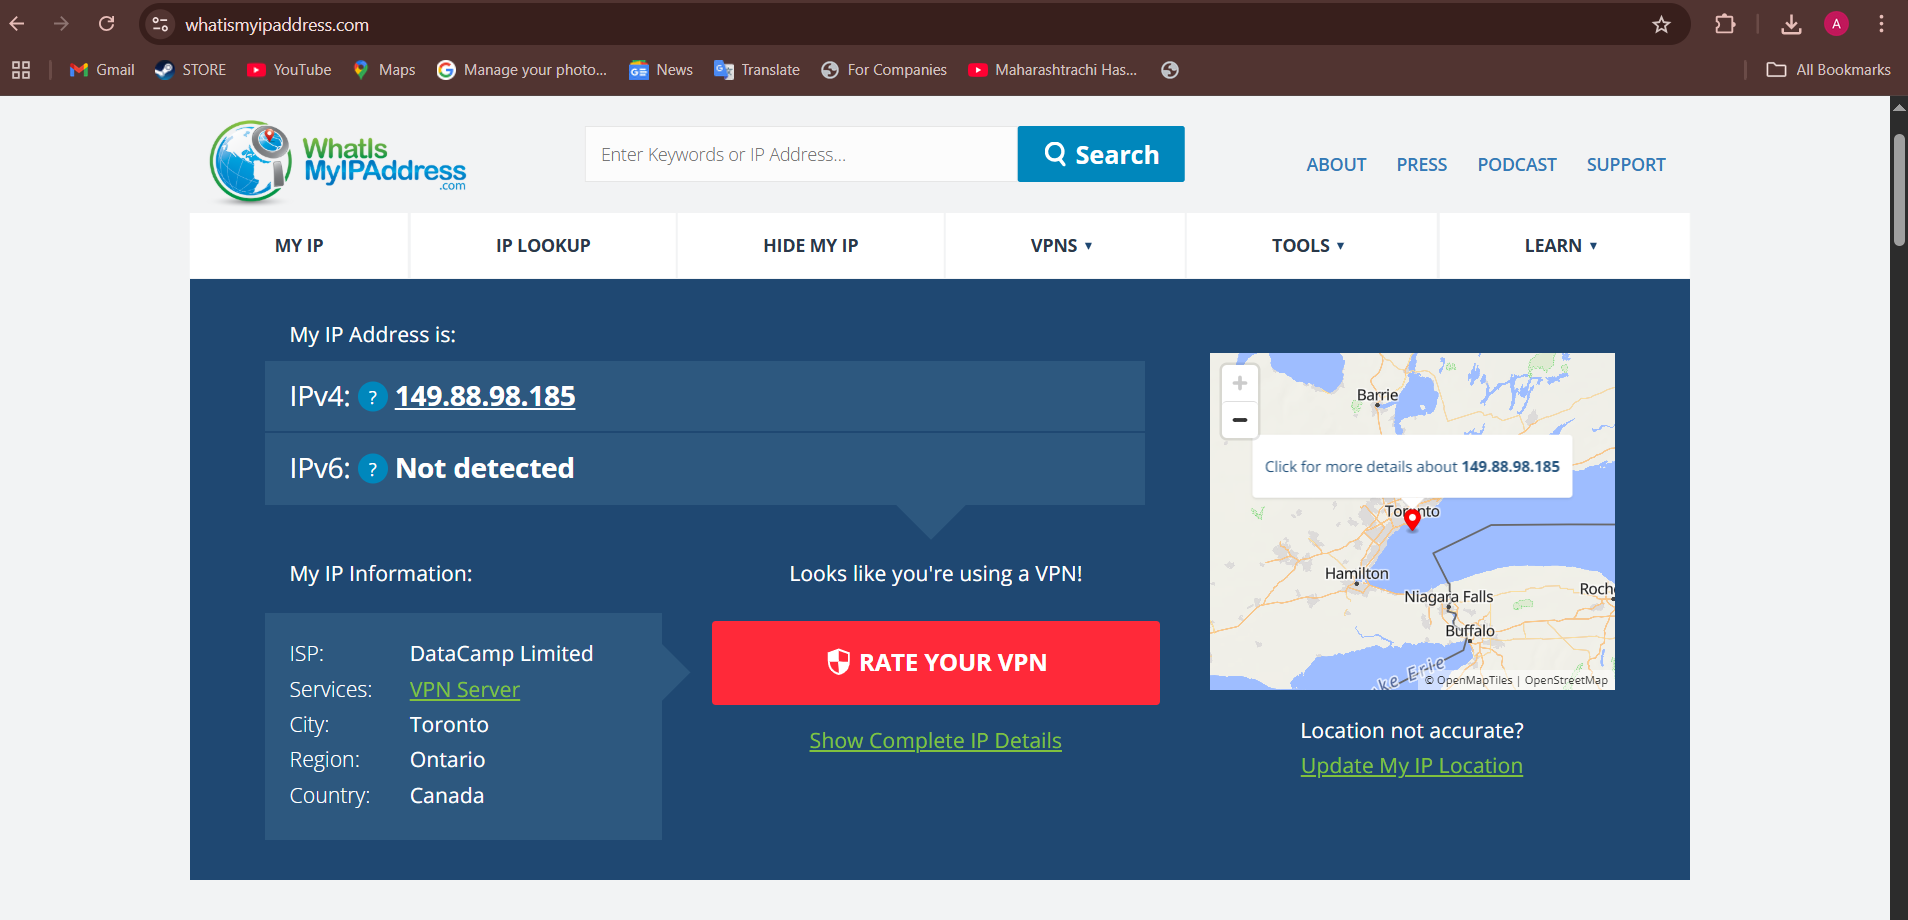 whatismyipaddress.com
A
Gmail
STORE
YouTube
Maps
Manage your photo...
News
Translate
For Companies
Maharashtrachi Has...
All Bookmarks
WhatIs
MyIPAddress
.com
Enter Keywords or IP Address...
Search
ABOUT
PRESS
PODCAST
SUPPORT
MY IP
IP LOOKUP
HIDE MY IP
VPNS
TOOLS
LEARN
My IP Address is:
IPv4: ? 149.88.98.185
IPv6: ? Not detected
My IP Information:
ISP: DataCamp Limited
Services: VPN Server
City: Toronto
Region: Ontario
Country: Canada
Looks like you're using a VPN!
RATE YOUR VPN
Show Complete IP Details
+
−
Barrie
Click for more details about 149.88.98.185
Toronto
Hamilton
Niagara Falls
Roch
Buffalo
ke Erie
© OpenMapTiles | OpenStreetMap
Location not accurate?
Update My IP Location